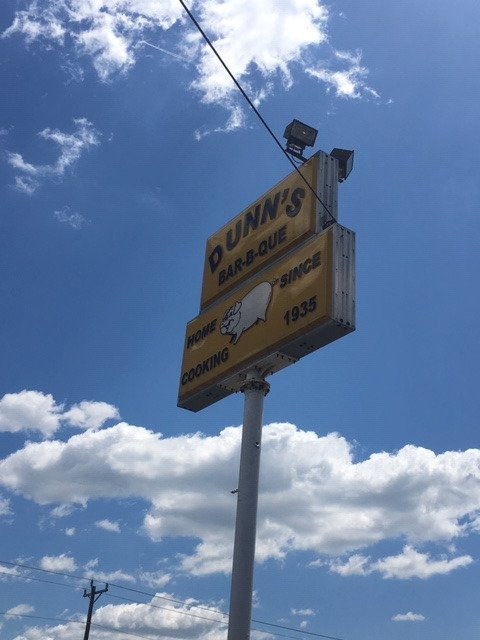 DUNN'S
BAR-B-QUE
HOME SINCE
COOKING 1935